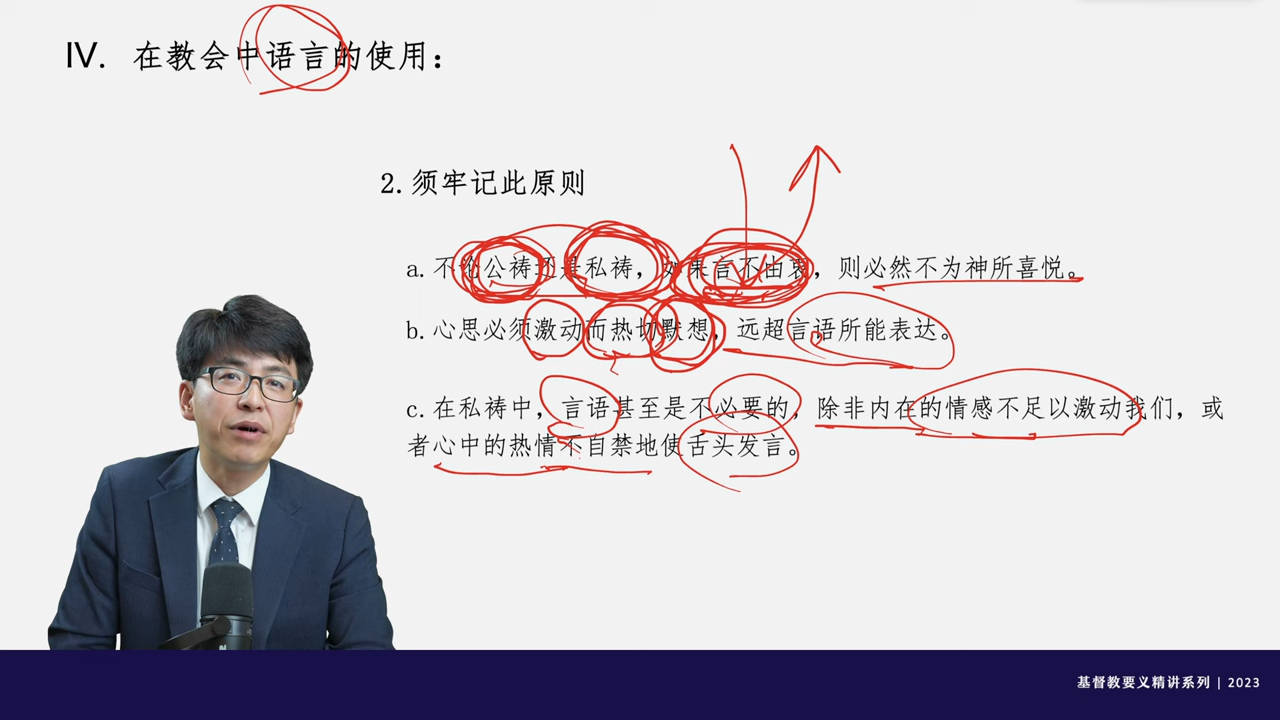 IV. 在教会中语言的使用：
2. 须牢记此原则
a. 不论公祷还是私祷，如果言不由衷，则必然不为神所喜悦。
b. 心思必须激动而热切默想，远超言语所能表达。
c. 在私祷中，言语甚至是不必要的，除非内在的情感不足以激动我们，或
者心中的热情不自禁地使舌头发言。
基督教要义精讲系列 | 2023